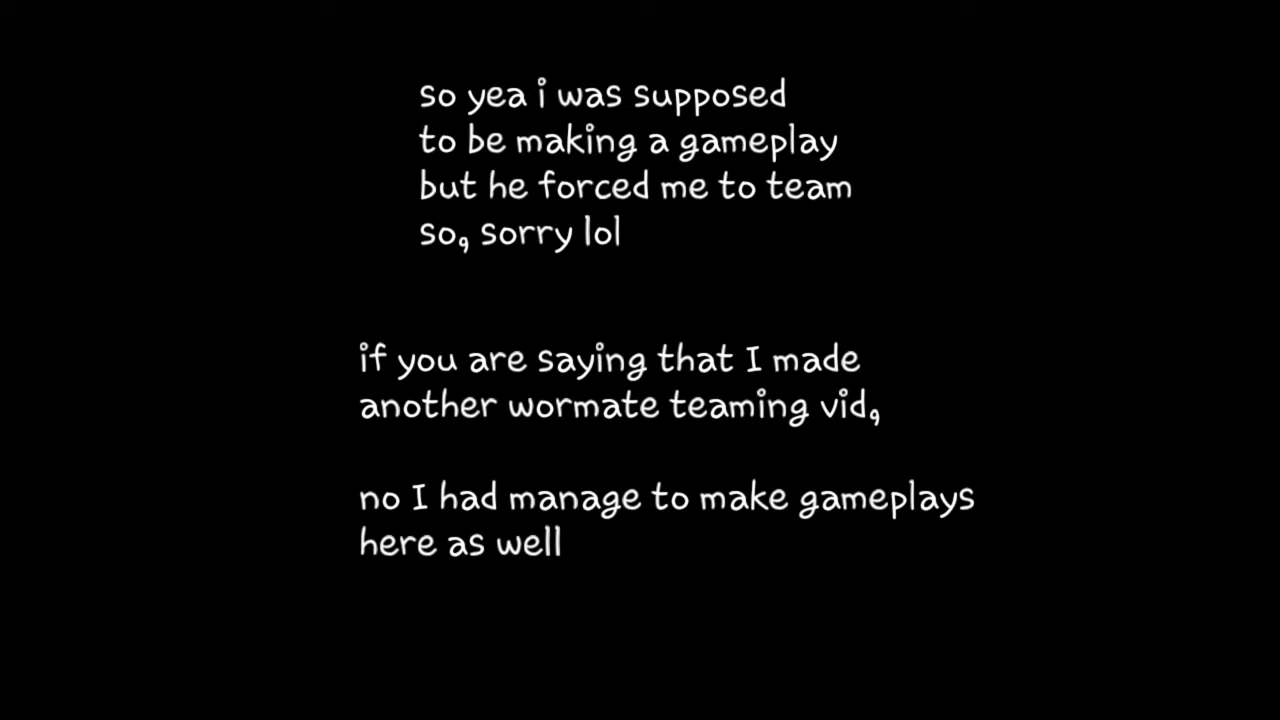 so yea i was supposed
to be making a gameplay
but he forced me to team
so, sorry lol
if you are saying that I made
another wormate teaming vid,
no I had manage to make gameplays
here as well